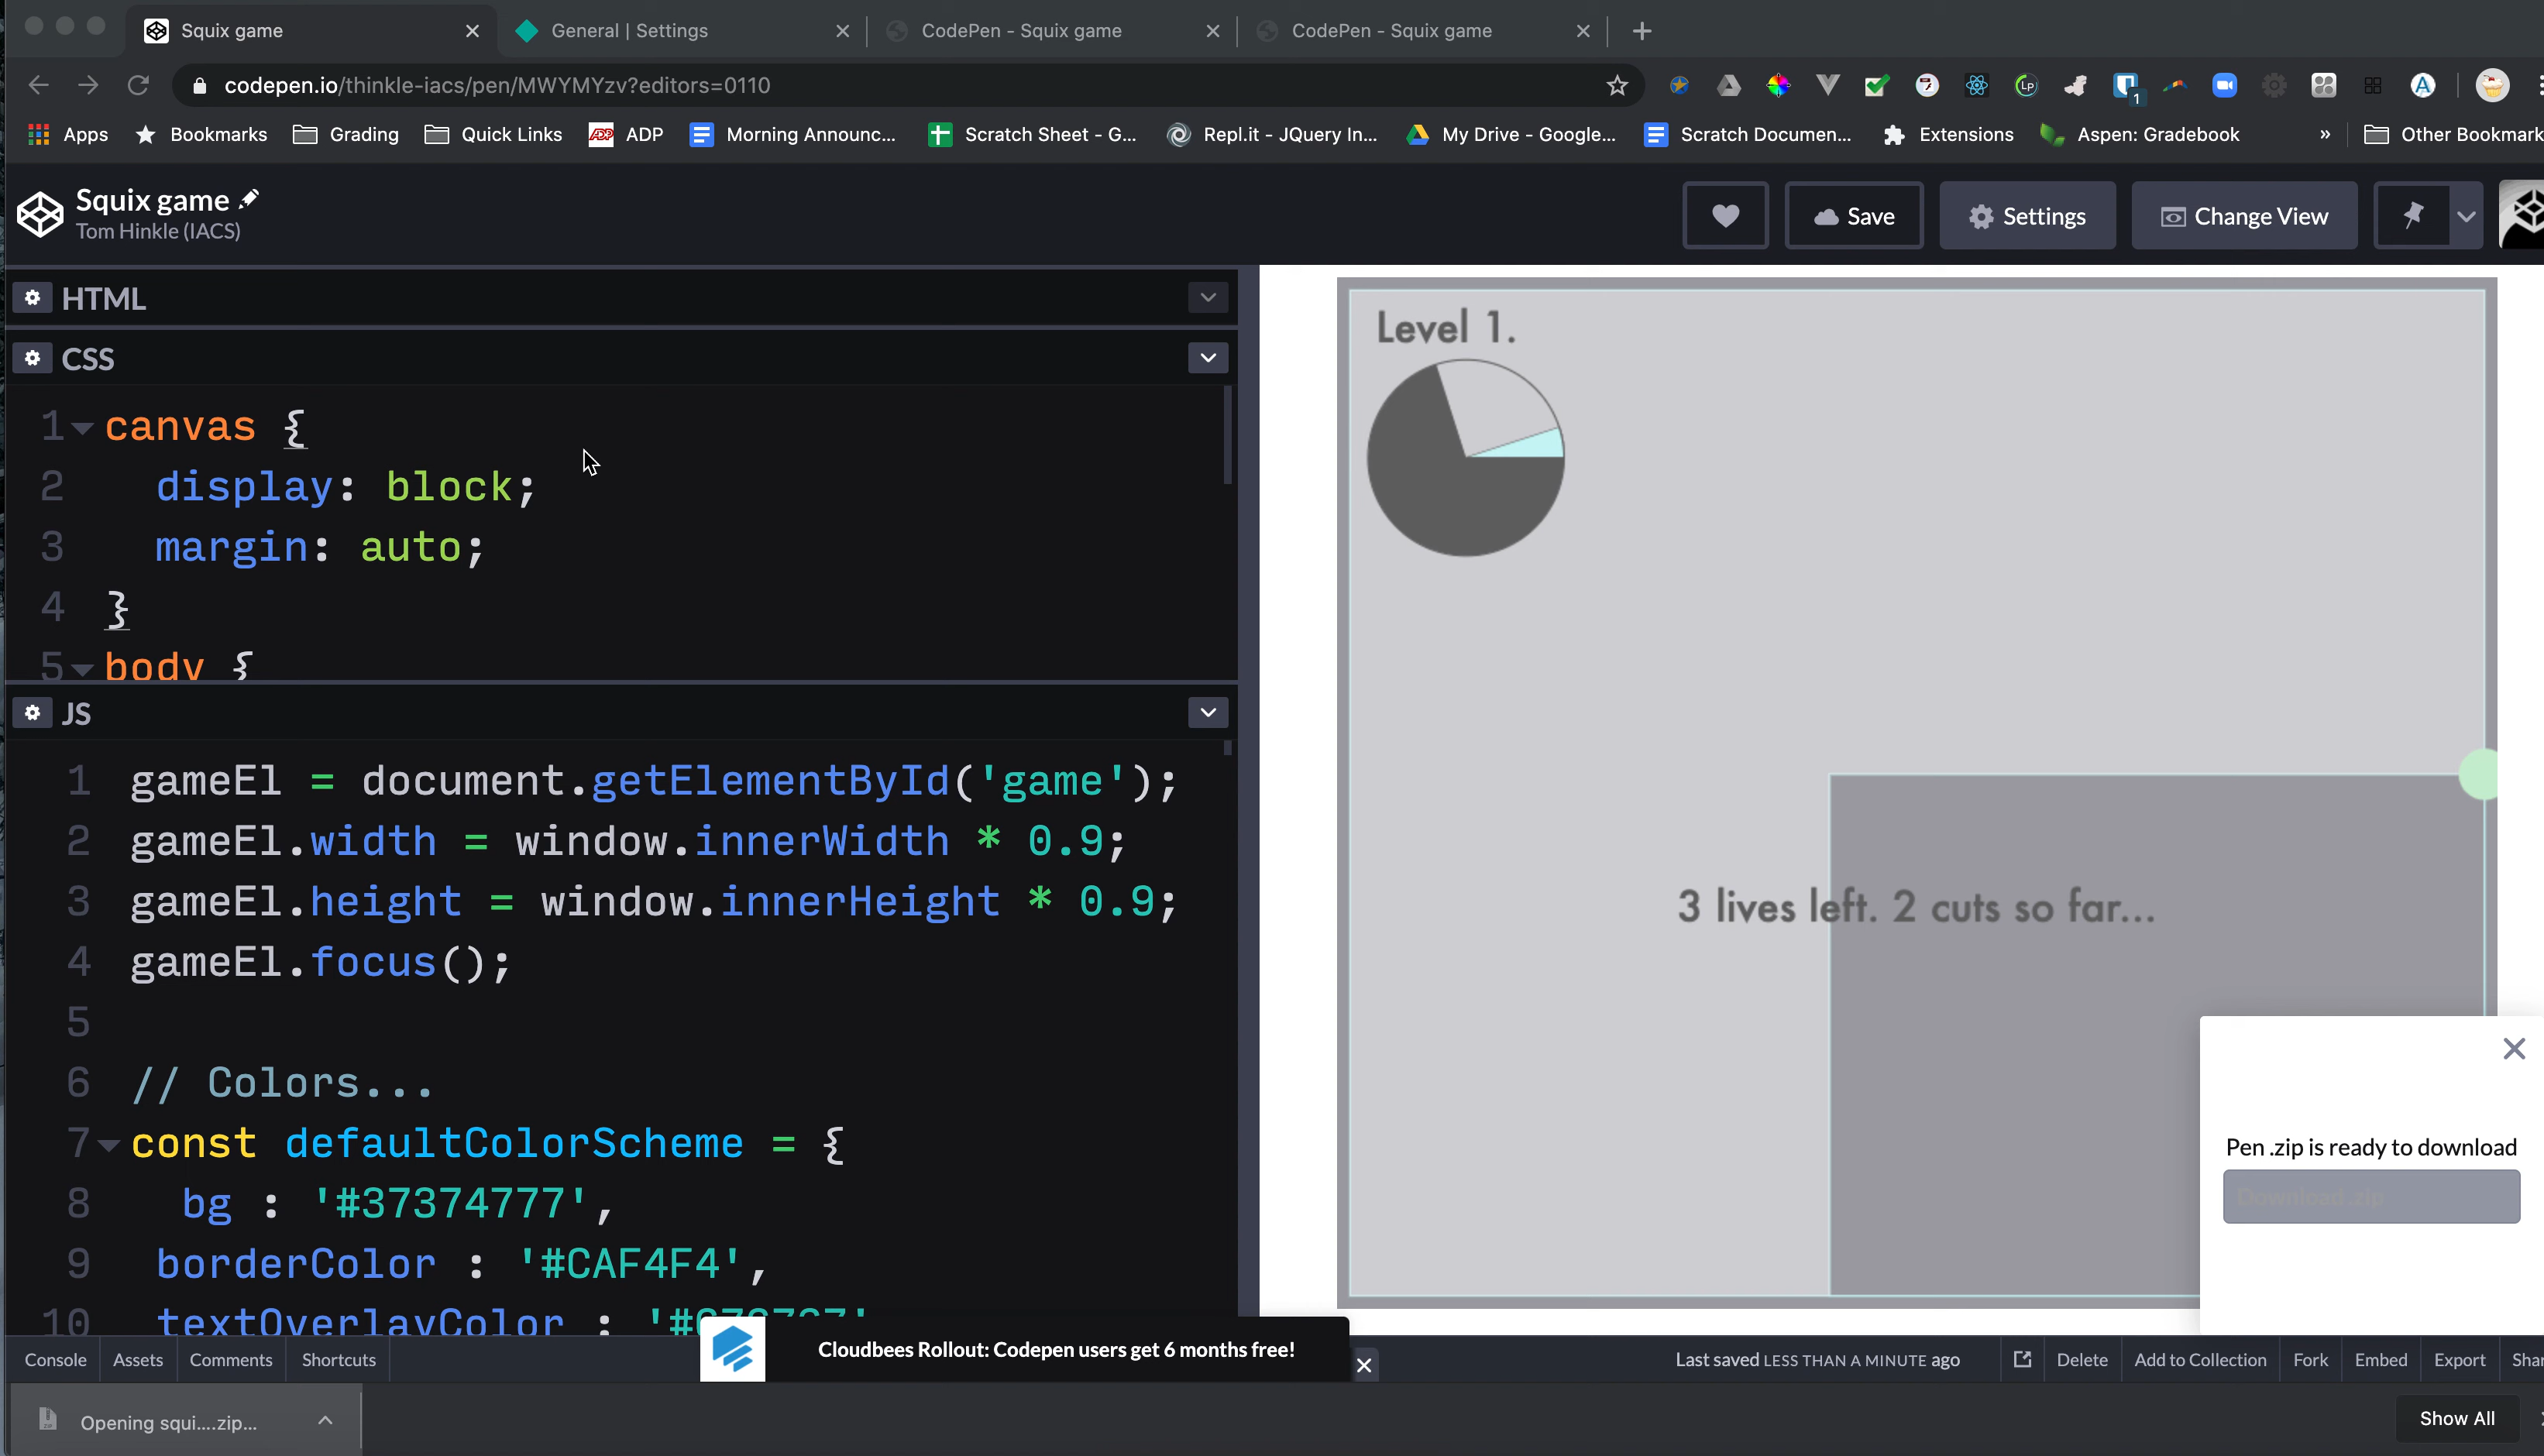 Squix game
General | Settings
CodePen - Squix game
CodePen - Squix game
codepen.io/thinkle-iacs/pen/MWYMYzv?editors=0110
LP
1
Apps
Bookmarks
Grading
Quick Links
ADP
Morning Announc...
Scratch Sheet - G...
Repl.it - JQuery In...
My Drive - Google...
Scratch Documen...
Extensions
Aspen: Gradebook
»
Other Bookmark
Squix game
Tom Hinkle (IACS)
Save
Settings
Change View
HTML
CSS
1 canvas {
2 display: block;
3 margin: auto;
4 }
5 body {
JS
1 gameEl = document.getElementById('game');
2 gameEl.width = window.innerWidth * 0.9;
3 gameEl.height = window.innerHeight * 0.9;
4 gameEl.focus();
5
6 // Colors...
7 const defaultColorScheme = {
8 bg : '#37374777',
9 borderColor : '#CAF4F4',
10 textOverlayColor :
Level 1.
3 lives left. 2 cuts so far...
Pen .zip is ready to download
Download .zip
Cloudbees Rollout: Codepen users get 6 months free!
Console
Assets
Comments
Shortcuts
Last saved LESS THAN A MINUTE ago
Delete
Add to Collection
Fork
Embed
Export
Shar
Opening squi....zip...
Show All